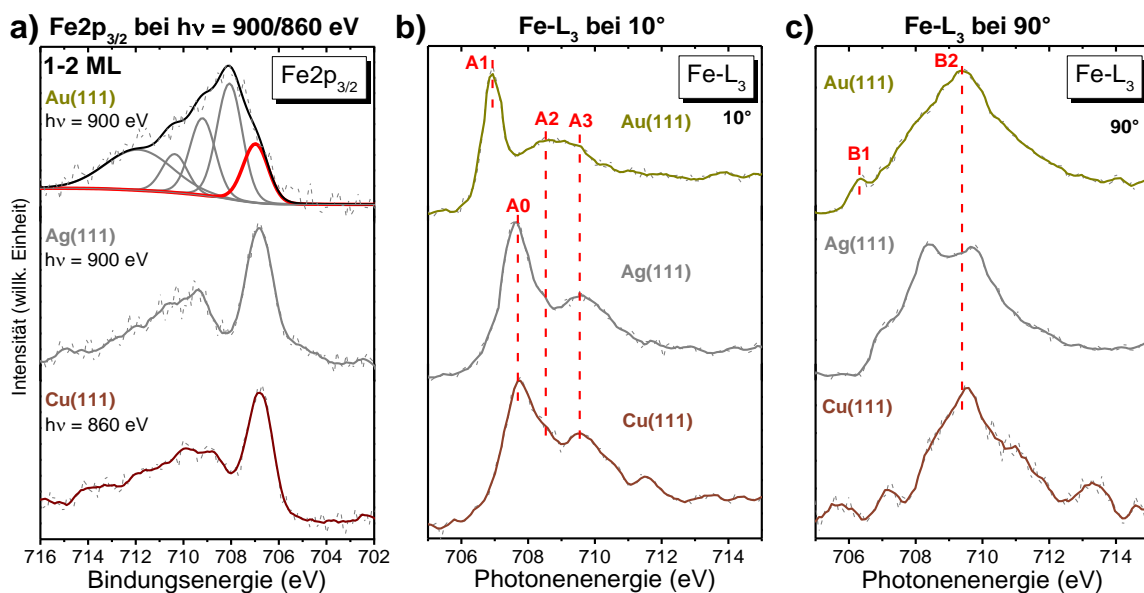 a) Fe2p3/2 bei hν = 900/860 eV
1-2 ML
Fe2p3/2
Au(111)
hν = 900 eV
Ag(111)
hν = 900 eV
Cu(111)
hν = 860 eV
Intensität (willk. Einheit)
716 714 712 710 708 706 704 702
Bindungsenergie (eV)
b) Fe-L3 bei 10°
A1
Fe-L3
10°
A2 A3
Au(111)
A0
Ag(111)
Cu(111)
706 708 710 712 714
Photonenenergie (eV)
c) Fe-L3 bei 90°
B2
Fe-L3
Au(111)
90°
B1
Ag(111)
Cu(111)
706 708 710 712 714
Photonenenergie (eV)